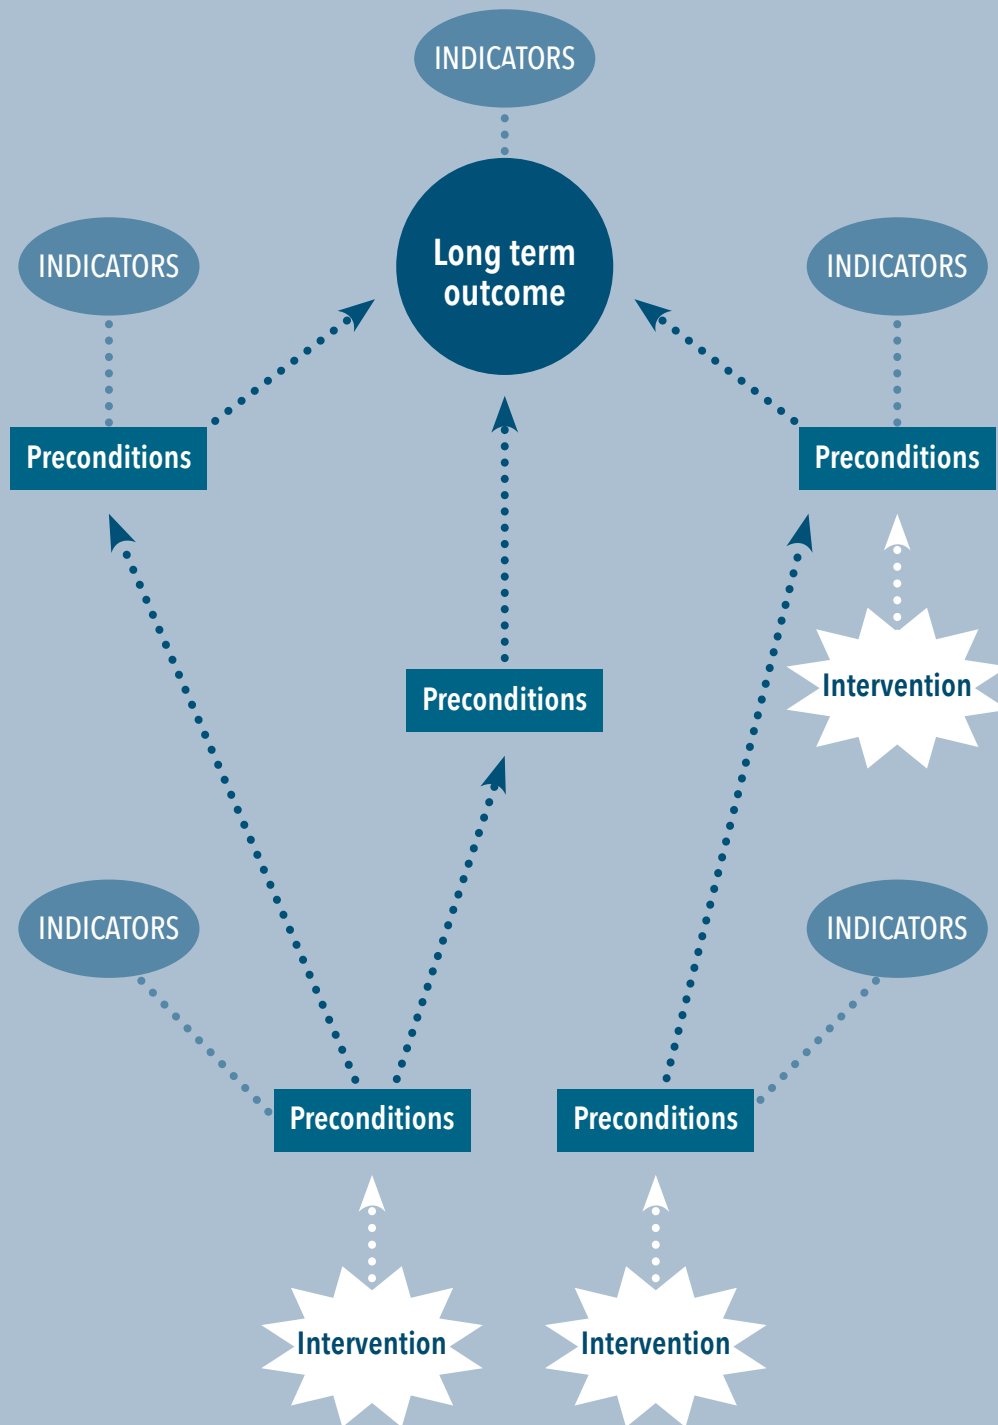 INDICATORS
Long term
outcome
INDICATORS
INDICATORS
Preconditions
Preconditions
Intervention
Preconditions
INDICATORS
INDICATORS
Preconditions
Preconditions
Intervention
Intervention